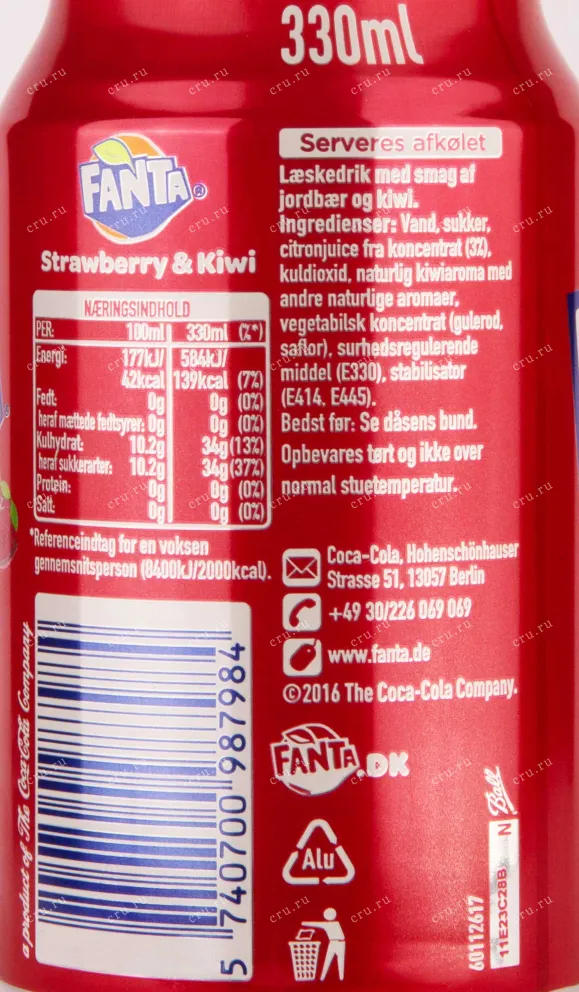 330ml
FANTA®
Strawberry & Kiwi
NÆRINGSINDHOLD
PER: 100ml 330ml (%*)
Energi: 177kJ/ 584kJ/
42kcal 139kcal (7%)
Fedt: 0g 0g (0%)
heraf mættede fedtsyrer: 0g 0g (0%)
Kulhydrat: 10.2g 34g (13%)
heraf sukkerarter: 10.2g 34g (37%)
Protein: 0g 0g (0%)
Salt: 0g 0g (0%)
*Referenceindtag for en voksen
gennemsnitsperson (8400kJ/2000kcal).
Serveres afkølet
Læskedrik med smag af
jordbær og kiwi.
Ingredienser: Vand, sukker,
citronjuice fra koncentrat (3%),
kuldioxid, naturlig kiwiaroma med
andre naturlige aromaer,
vegetabilsk koncentrat (gulerod,
saflor), surhedsregulerende
middel (E330), stabilisator
(E414, E445).
Bedst før: Se dåsens bund.
Opbevares tørt og ikke over
normal stuetemperatur.
Coca-Cola, Hohenschönhauser
Strasse 51, 13057 Berlin
+49 30/226 069 069
www.fanta.de
©2016 The Coca-Cola Company.
FANTA.DK
Alu
a product of The Coca-Cola Company
5 740700 987984
60112617
11E23C28B N
Ball
cru.ru